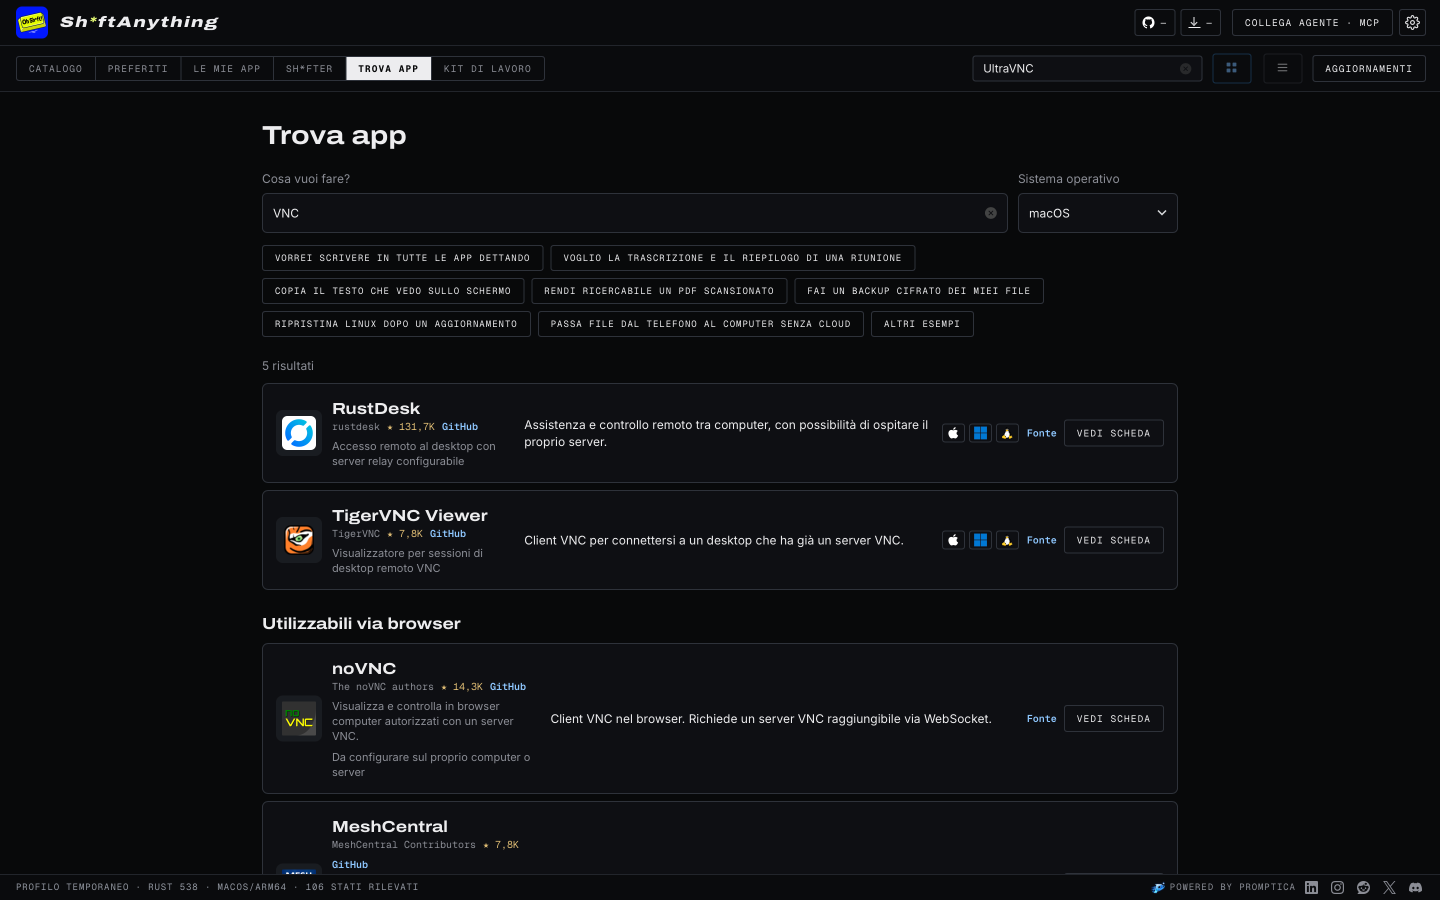 Oh Sh*ft!
Sh*ftAnything
–
–
COLLEGA AGENTE · MCP
CATALOGO
PREFERITI
LE MIE APP
SH*FTER
TROVA APP
KIT DI LAVORO
UltraVNC
AGGIORNAMENTI
Trova app
Cosa vuoi fare?
Sistema operativo
VNC
macOS
VORREI SCRIVERE IN TUTTE LE APP DETTANDO
VOGLIO LA TRASCRIZIONE E IL RIEPILOGO DI UNA RIUNIONE
COPIA IL TESTO CHE VEDO SULLO SCHERMO
RENDI RICERCABILE UN PDF SCANSIONATO
FAI UN BACKUP CIFRATO DEI MIEI FILE
RIPRISTINA LINUX DOPO UN AGGIORNAMENTO
PASSA FILE DAL TELEFONO AL COMPUTER SENZA CLOUD
ALTRI ESEMPI
5 risultati
RustDesk
rustdesk ★ 131,7K GitHub
Accesso remoto al desktop con
server relay configurabile
Assistenza e controllo remoto tra computer, con possibilità di ospitare il
proprio server.
Fonte
VEDI SCHEDA
TigerVNC Viewer
TigerVNC ★ 7,8K GitHub
Visualizzatore per sessioni di
desktop remoto VNC
Client VNC per connettersi a un desktop che ha già un server VNC.
Fonte
VEDI SCHEDA
Utilizzabili via browser
noVNC
The noVNC authors ★ 14,3K GitHub
Visualizza e controlla in browser
computer autorizzati con un server
VNC.
Da configurare sul proprio computer o
server
no
VNC
Client VNC nel browser. Richiede un server VNC raggiungibile via WebSocket.
Fonte
VEDI SCHEDA
MeshCentral
MeshCentral Contributors ★ 7,8K
GitHub
PROFILO TEMPORANEO · RUST 538 · MACOS/ARM64 · 106 STATI RILEVATI
POWERED BY PROMPTICA